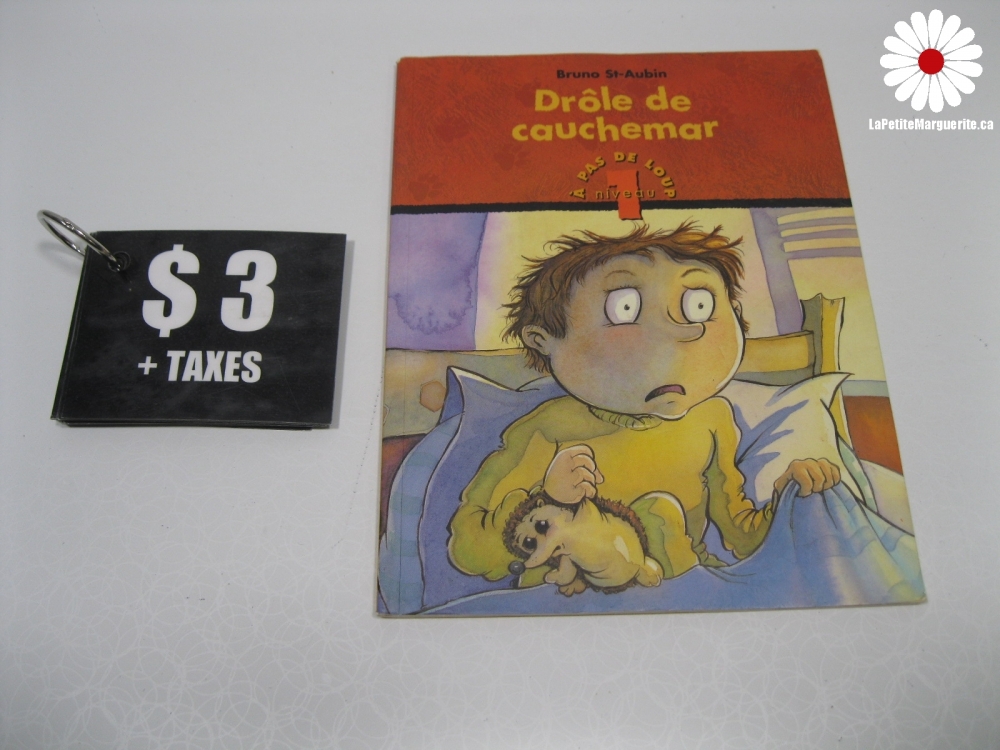 LaPetiteMarguerite.ca
Bruno St-Aubin
Drôle de
cauchemar
À PAS DE LOUP
niveau
1
$ 3
+ TAXES